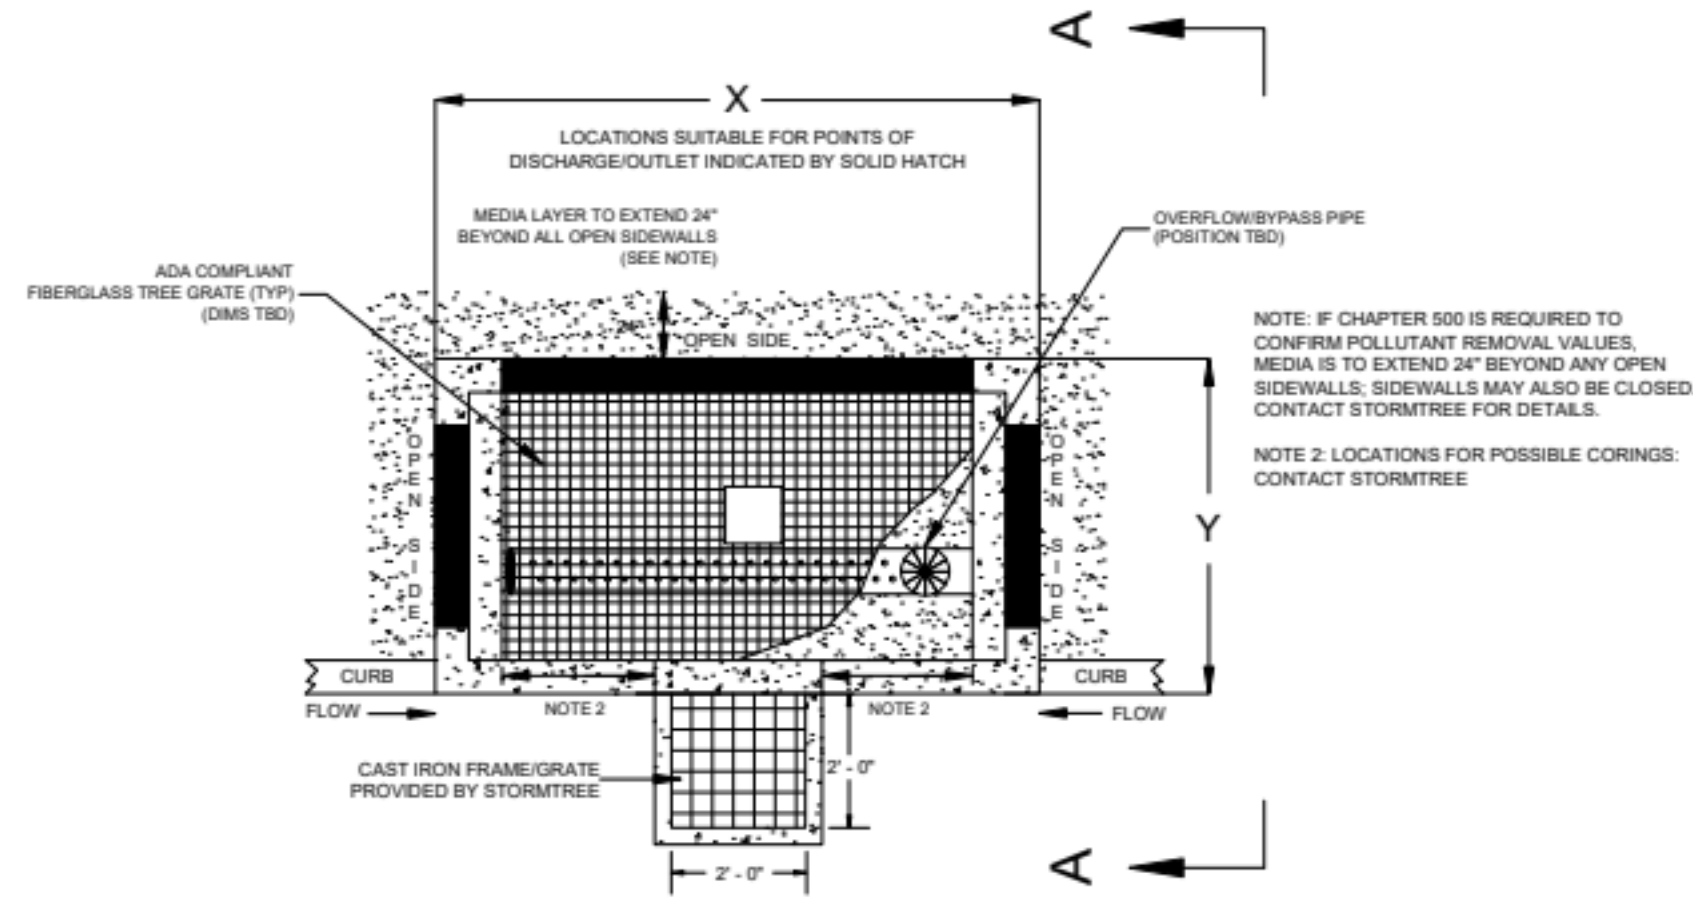 A
X
LOCATIONS SUITABLE FOR POINTS OF
DISCHARGE/OUTLET INDICATED BY SOLID HATCH
MEDIA LAYER TO EXTEND 24"
BEYOND ALL OPEN SIDEWALLS
(SEE NOTE)
OVERFLOW/BYPASS PIPE
(POSITION TBD)
ADA COMPLIANT
FIBERGLASS TREE GRATE (TYP)
(DIMS TBD)
24"
OPEN SIDE
NOTE: IF CHAPTER 500 IS REQUIRED TO
CONFIRM POLLUTANT REMOVAL VALUES,
MEDIA IS TO EXTEND 24" BEYOND ANY OPEN
SIDEWALLS; SIDEWALLS MAY ALSO BE CLOSED.
CONTACT STORMTREE FOR DETAILS.
NOTE 2: LOCATIONS FOR POSSIBLE CORINGS:
CONTACT STORMTREE
OPEN SIDE
OPEN SIDE
Y
CURB
CURB
FLOW
NOTE 2
NOTE 2
FLOW
CAST IRON FRAME/GRATE
PROVIDED BY STORMTREE
2' - 0"
2' - 0"
A